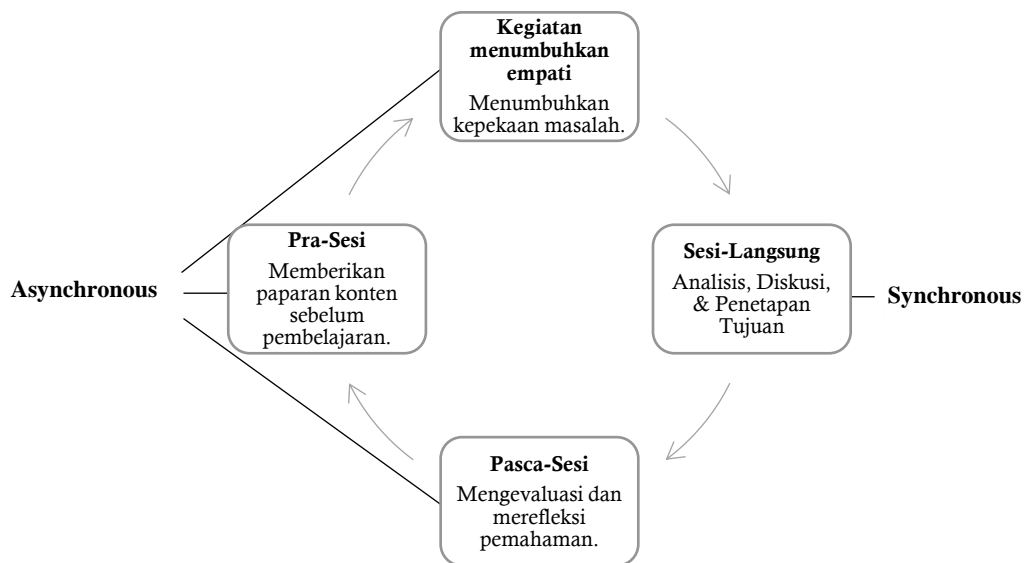 Kegiatan
menumbuhkan
empati
Menumbuhkan
kepekaan masalah.
Pra-Sesi
Memberikan
paparan konten
sebelum
pembelajaran.
Sesi-Langsung
Analisis, Diskusi,
& Penetapan
Tujuan
Asynchronous
Synchronous
Pasca-Sesi
Mengevaluasi dan
merefleksi
pemahaman.